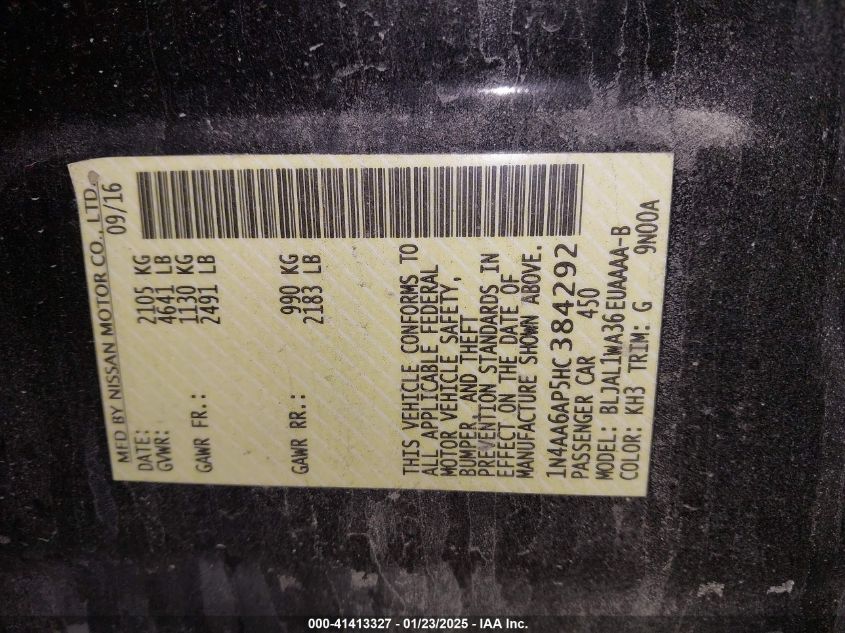 MFD BY NISSAN MOTOR CO., LTD.
DATE: 09/16
GVWR: 2105 KG
4641 LB
GAWR FR.: 1130 KG
2491 LB
GAWR RR.: 990 KG
2183 LB
THIS VEHICLE CONFORMS TO
ALL APPLICABLE FEDERAL
MOTOR VEHICLE SAFETY,
BUMPER AND THEFT
PREVENTION STANDARDS IN
EFFECT ON THE DATE OF
MANUFACTURE SHOWN ABOVE.
1N4AA6AP5HC384292
PASSENGER CAR 450
MODEL: BLJAL1WA36EUAAAA-B
COLOR: KH3 TRIM: G 9N00A
000-41413327 - 01/23/2025 - IAA Inc.